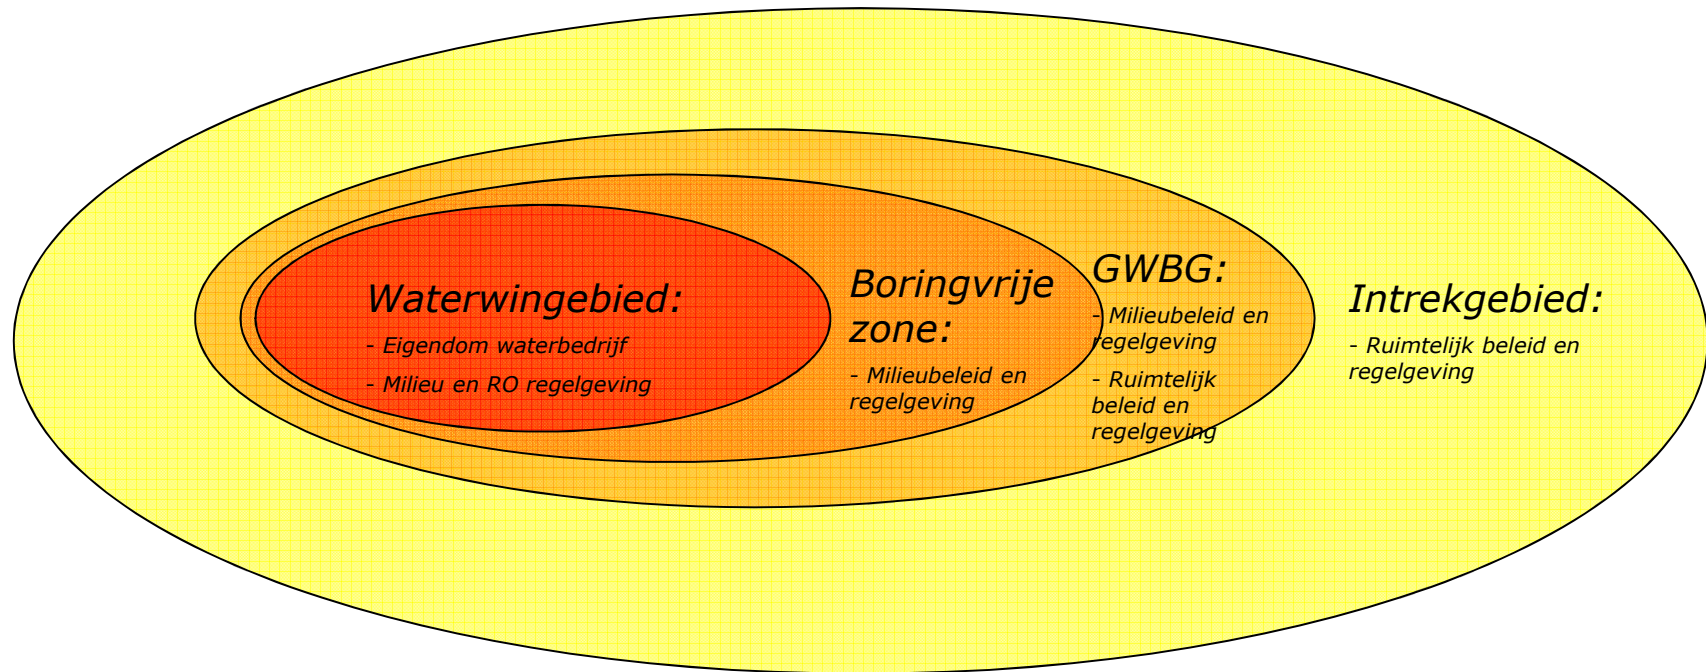 Waterwingebied:
- Eigendom waterbedrijf
- Milieu en RO regelgeving
Boringvrije
zone:
- Milieubeleid en
regelgeving
GWBG:
- Milieubeleid en
regelgeving
- Ruimtelijk
beleid en
regelgeving
Intrekgebied:
- Ruimtelijk beleid en
regelgeving